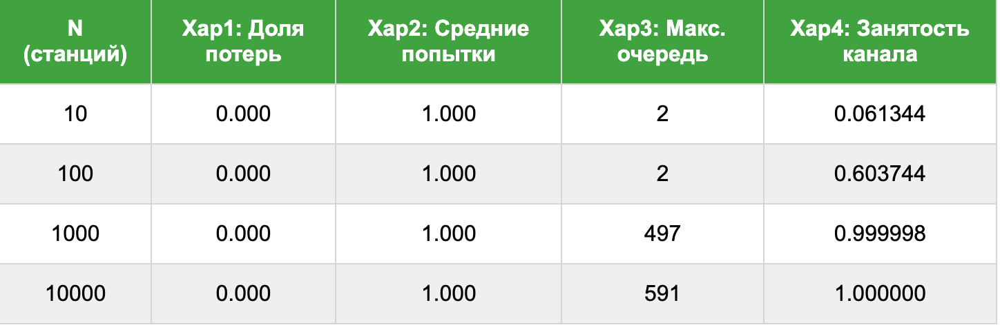 N (станций) Хар1: Доля потерь Хар2: Средние попытки Хар3: Макс. очередь Хар4: Занятость канала
10 0.000 1.000 2 0.061344
100 0.000 1.000 2 0.603744
1000 0.000 1.000 497 0.999998
10000 0.000 1.000 591 1.000000